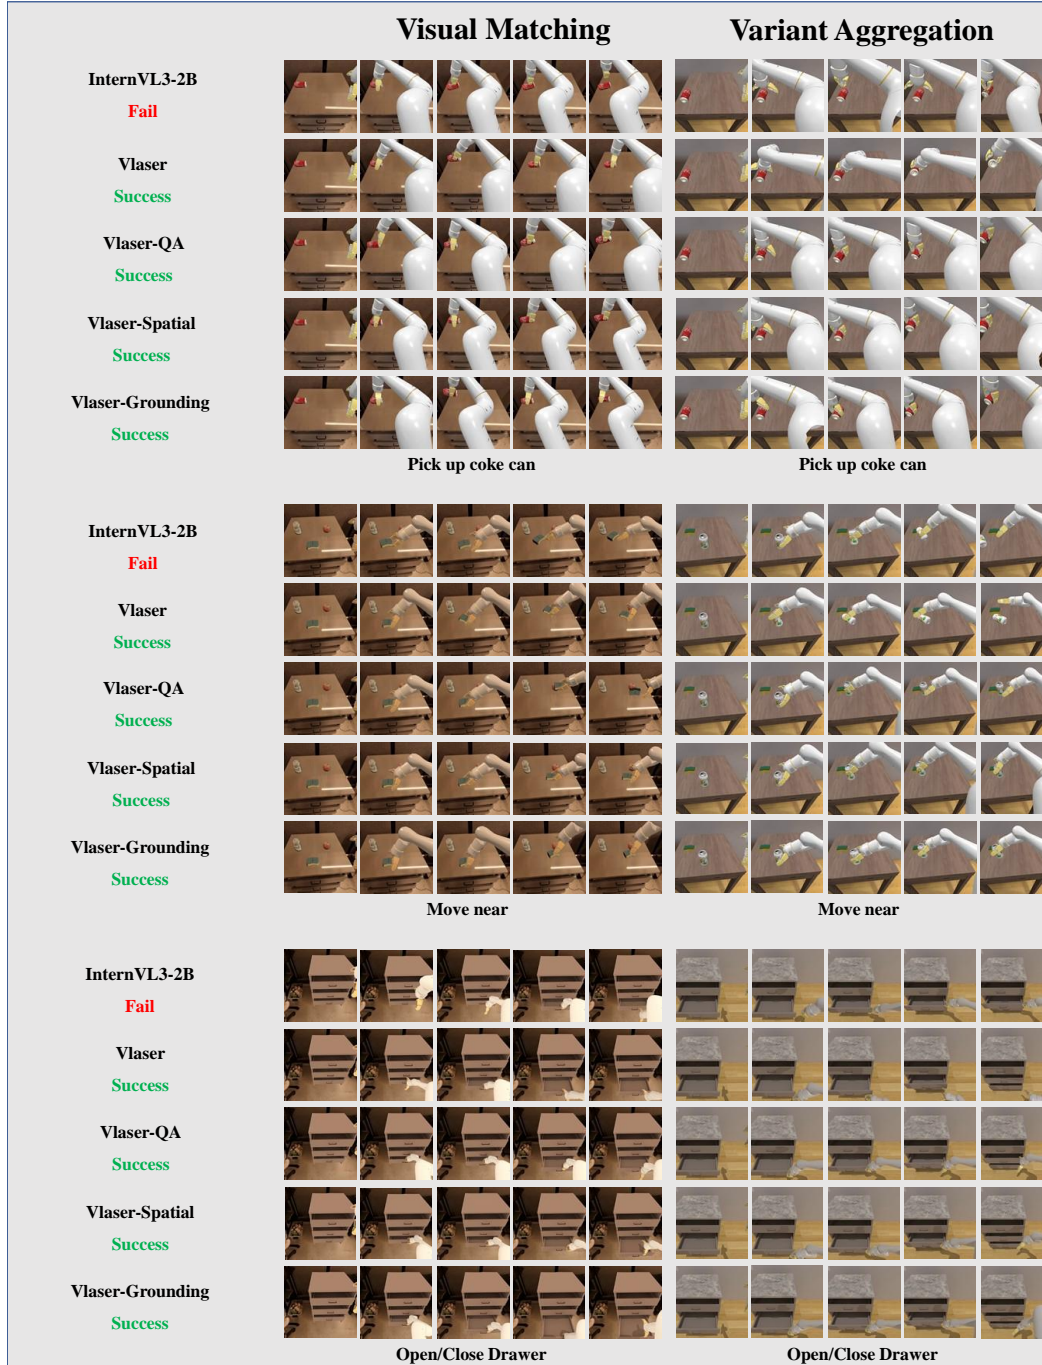 Visual Matching
Variant Aggregation
InternVL3-2B
Fail
Vlaser
Success
Vlaser-QA
Success
Vlaser-Spatial
Success
Vlaser-Grounding
Success
Pick up coke can
Pick up coke can
InternVL3-2B
Fail
Vlaser
Success
Vlaser-QA
Success
Vlaser-Spatial
Success
Vlaser-Grounding
Success
Move near
Move near
InternVL3-2B
Fail
Vlaser
Success
Vlaser-QA
Success
Vlaser-Spatial
Success
Vlaser-Grounding
Success
Open/Close Drawer
Open/Close Drawer